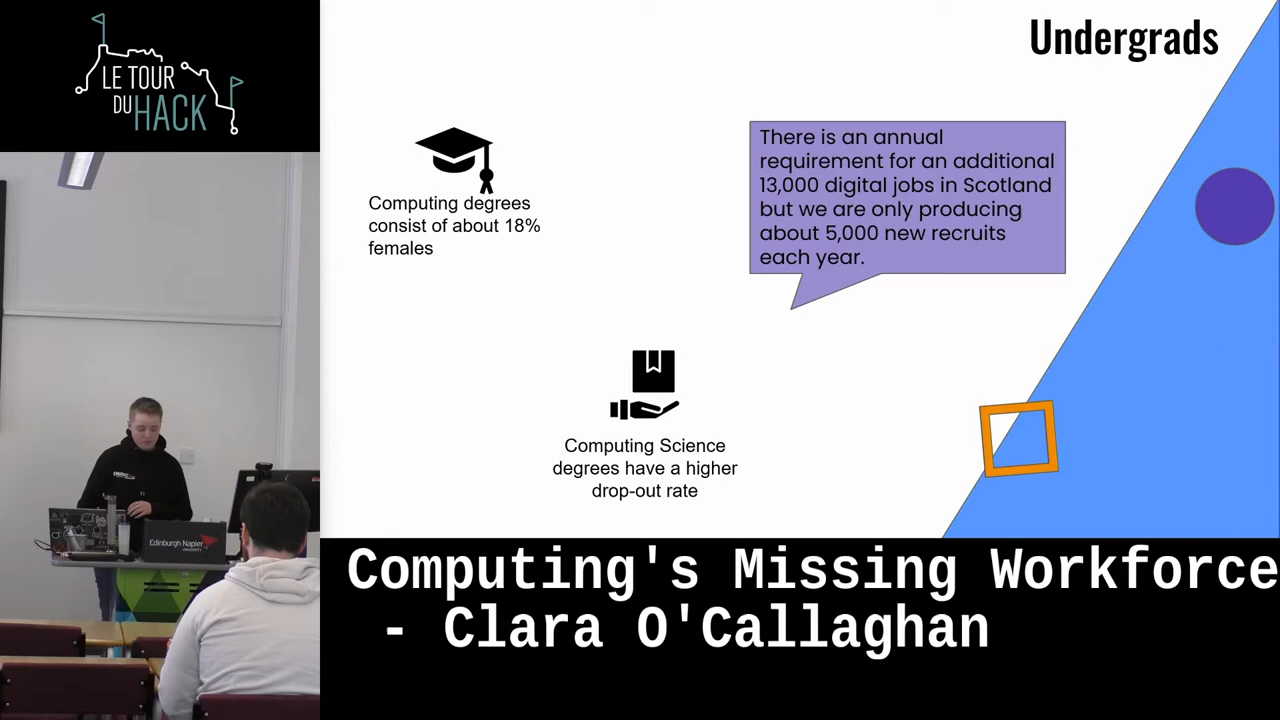 LE TOUR
DU HACK
Undergrads
Computing degrees
consist of about 18%
females
There is an annual
requirement for an additional
13,000 digital jobs in Scotland
but we are only producing
about 5,000 new recruits
each year.
Computing Science
degrees have a higher
drop-out rate
Edinburgh Napier
UNIVERSITY
Computing's Missing Workforce
- Clara O'Callaghan